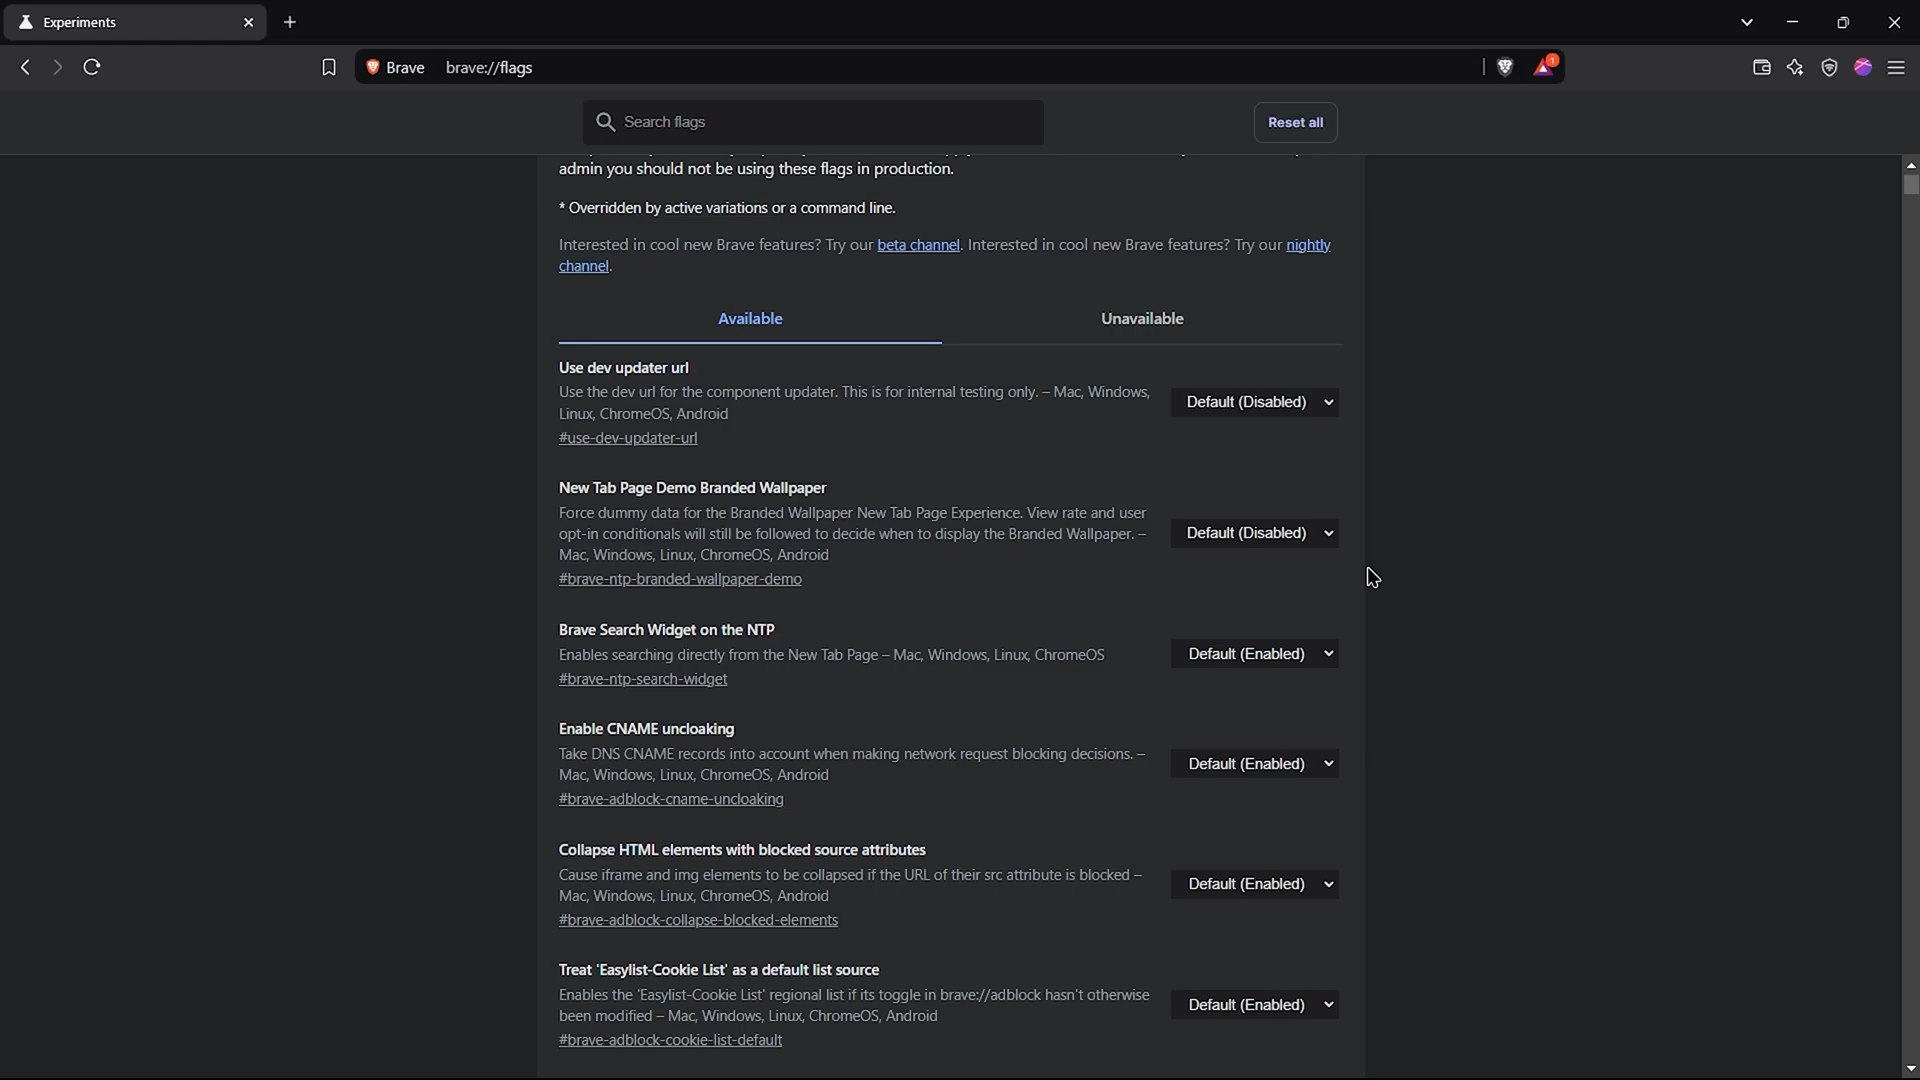 Experiments
Brave brave://flags
1
Search flags
Reset all
admin you should not be using these flags in production.
* Overridden by active variations or a command line.
Interested in cool new Brave features? Try our beta channel. Interested in cool new Brave features? Try our nightly
channel.
Available
Unavailable
Use dev updater url
Use the dev url for the component updater. This is for internal testing only. – Mac, Windows,
Linux, ChromeOS, Android
#use-dev-updater-url
Default (Disabled)
New Tab Page Demo Branded Wallpaper
Force dummy data for the Branded Wallpaper New Tab Page Experience. View rate and user
opt-in conditionals will still be followed to decide when to display the Branded Wallpaper. –
Mac, Windows, Linux, ChromeOS, Android
#brave-ntp-branded-wallpaper-demo
Default (Disabled)
Brave Search Widget on the NTP
Enables searching directly from the New Tab Page – Mac, Windows, Linux, ChromeOS
#brave-ntp-search-widget
Default (Enabled)
Enable CNAME uncloaking
Take DNS CNAME records into account when making network request blocking decisions. –
Mac, Windows, Linux, ChromeOS, Android
#brave-adblock-cname-uncloaking
Default (Enabled)
Collapse HTML elements with blocked source attributes
Cause iframe and img elements to be collapsed if the URL of their src attribute is blocked –
Mac, Windows, Linux, ChromeOS, Android
#brave-adblock-collapse-blocked-elements
Default (Enabled)
Treat 'Easylist-Cookie List' as a default list source
Enables the 'Easylist-Cookie List' regional list if its toggle in brave://adblock hasn't otherwise
been modified – Mac, Windows, Linux, ChromeOS, Android
#brave-adblock-cookie-list-default
Default (Enabled)